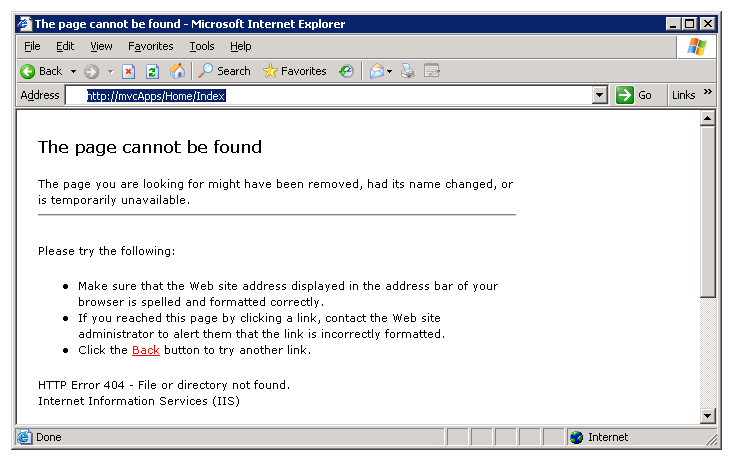 The page cannot be found - Microsoft Internet Explorer
File Edit View Favorites Tools Help
Back Search Favorites
Address http://mvcApps/Home/Index Go Links »
The page cannot be found
The page you are looking for might have been removed, had its name changed, or
is temporarily unavailable.
Please try the following:
• Make sure that the Web site address displayed in the address bar of your
browser is spelled and formatted correctly.
• If you reached this page by clicking a link, contact the Web site
administrator to alert them that the link is incorrectly formatted.
• Click the Back button to try another link.
HTTP Error 404 - File or directory not found.
Internet Information Services (IIS)
Done Internet